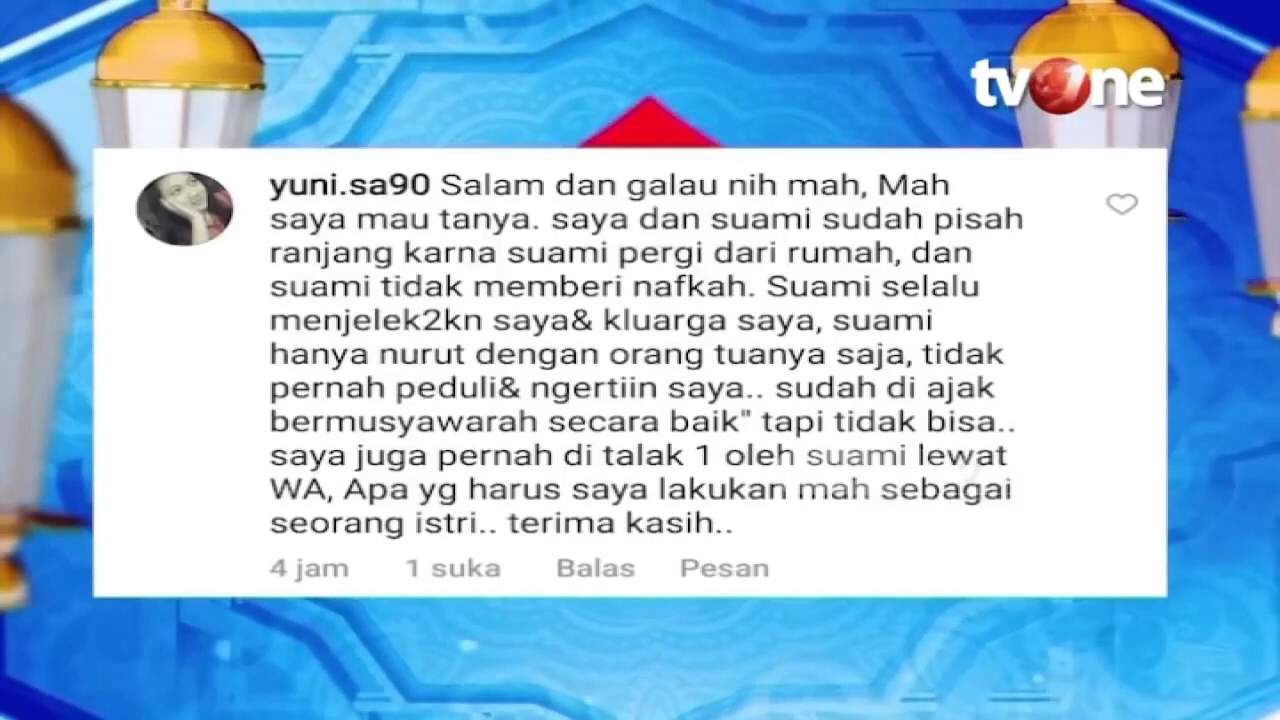 tvOne
yuni.sa90 Salam dan galau nih mah, Mah
saya mau tanya. saya dan suami sudah pisah
ranjang karna suami pergi dari rumah, dan
suami tidak memberi nafkah. Suami selalu
menjelek2kn saya& kluarga saya, suami
hanya nurut dengan orang tuanya saja, tidak
pernah peduli& ngertiin saya.. sudah di ajak
bermusyawarah secara baik" tapi tidak bisa..
saya juga pernah di talak 1 oleh suami lewat
WA, Apa yg harus saya lakukan mah sebagai
seorang istri.. terima kasih..
4 jam 1 suka Balas Pesan